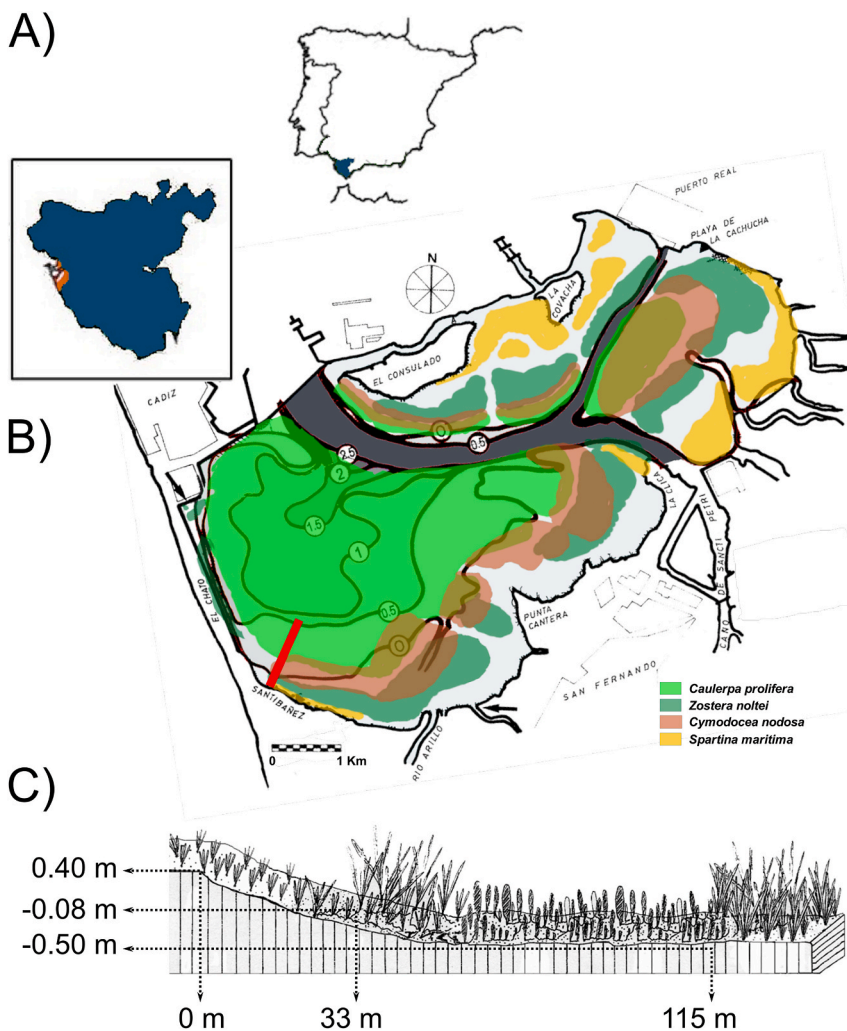 A)
PUERTO REAL
PLAYA DE
LA CACHUCHA
N
LA
COVACHA
EL CONSULADO
CADIZ
B)
O
0.5
2.5
2
1.5
1
0.5
O
EL CHATO
LA CLICA
CAÑO DE SANCTI PETRI
PUNTA
CANTERA
SAN FERNANDO
SANTIBAÑEZ
RIO ARILLO
0 1 Km
Caulerpa prolifera
Zostera noltei
Cymodocea nodosa
Spartina maritima
C)
0.40 m
-0.08 m
-0.50 m
0 m 33 m 115 m